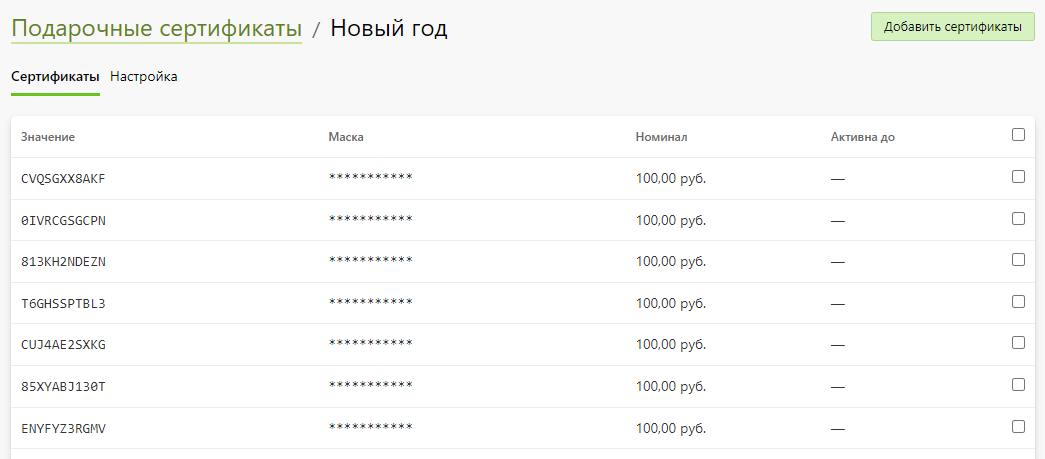 Подарочные сертификаты / Новый год
Добавить сертификаты
Сертификаты Настройка
Значение Маска Номинал Активна до
CVQSGXX8AKF *********** 100,00 руб. —
0IVRCGSGCPN *********** 100,00 руб. —
813KH2NDEZN *********** 100,00 руб. —
T6GHSSPTBL3 *********** 100,00 руб. —
CUJ4AE2SXKG *********** 100,00 руб. —
85XYABJ130T *********** 100,00 руб. —
ENYFYZ3RGMV *********** 100,00 руб. —